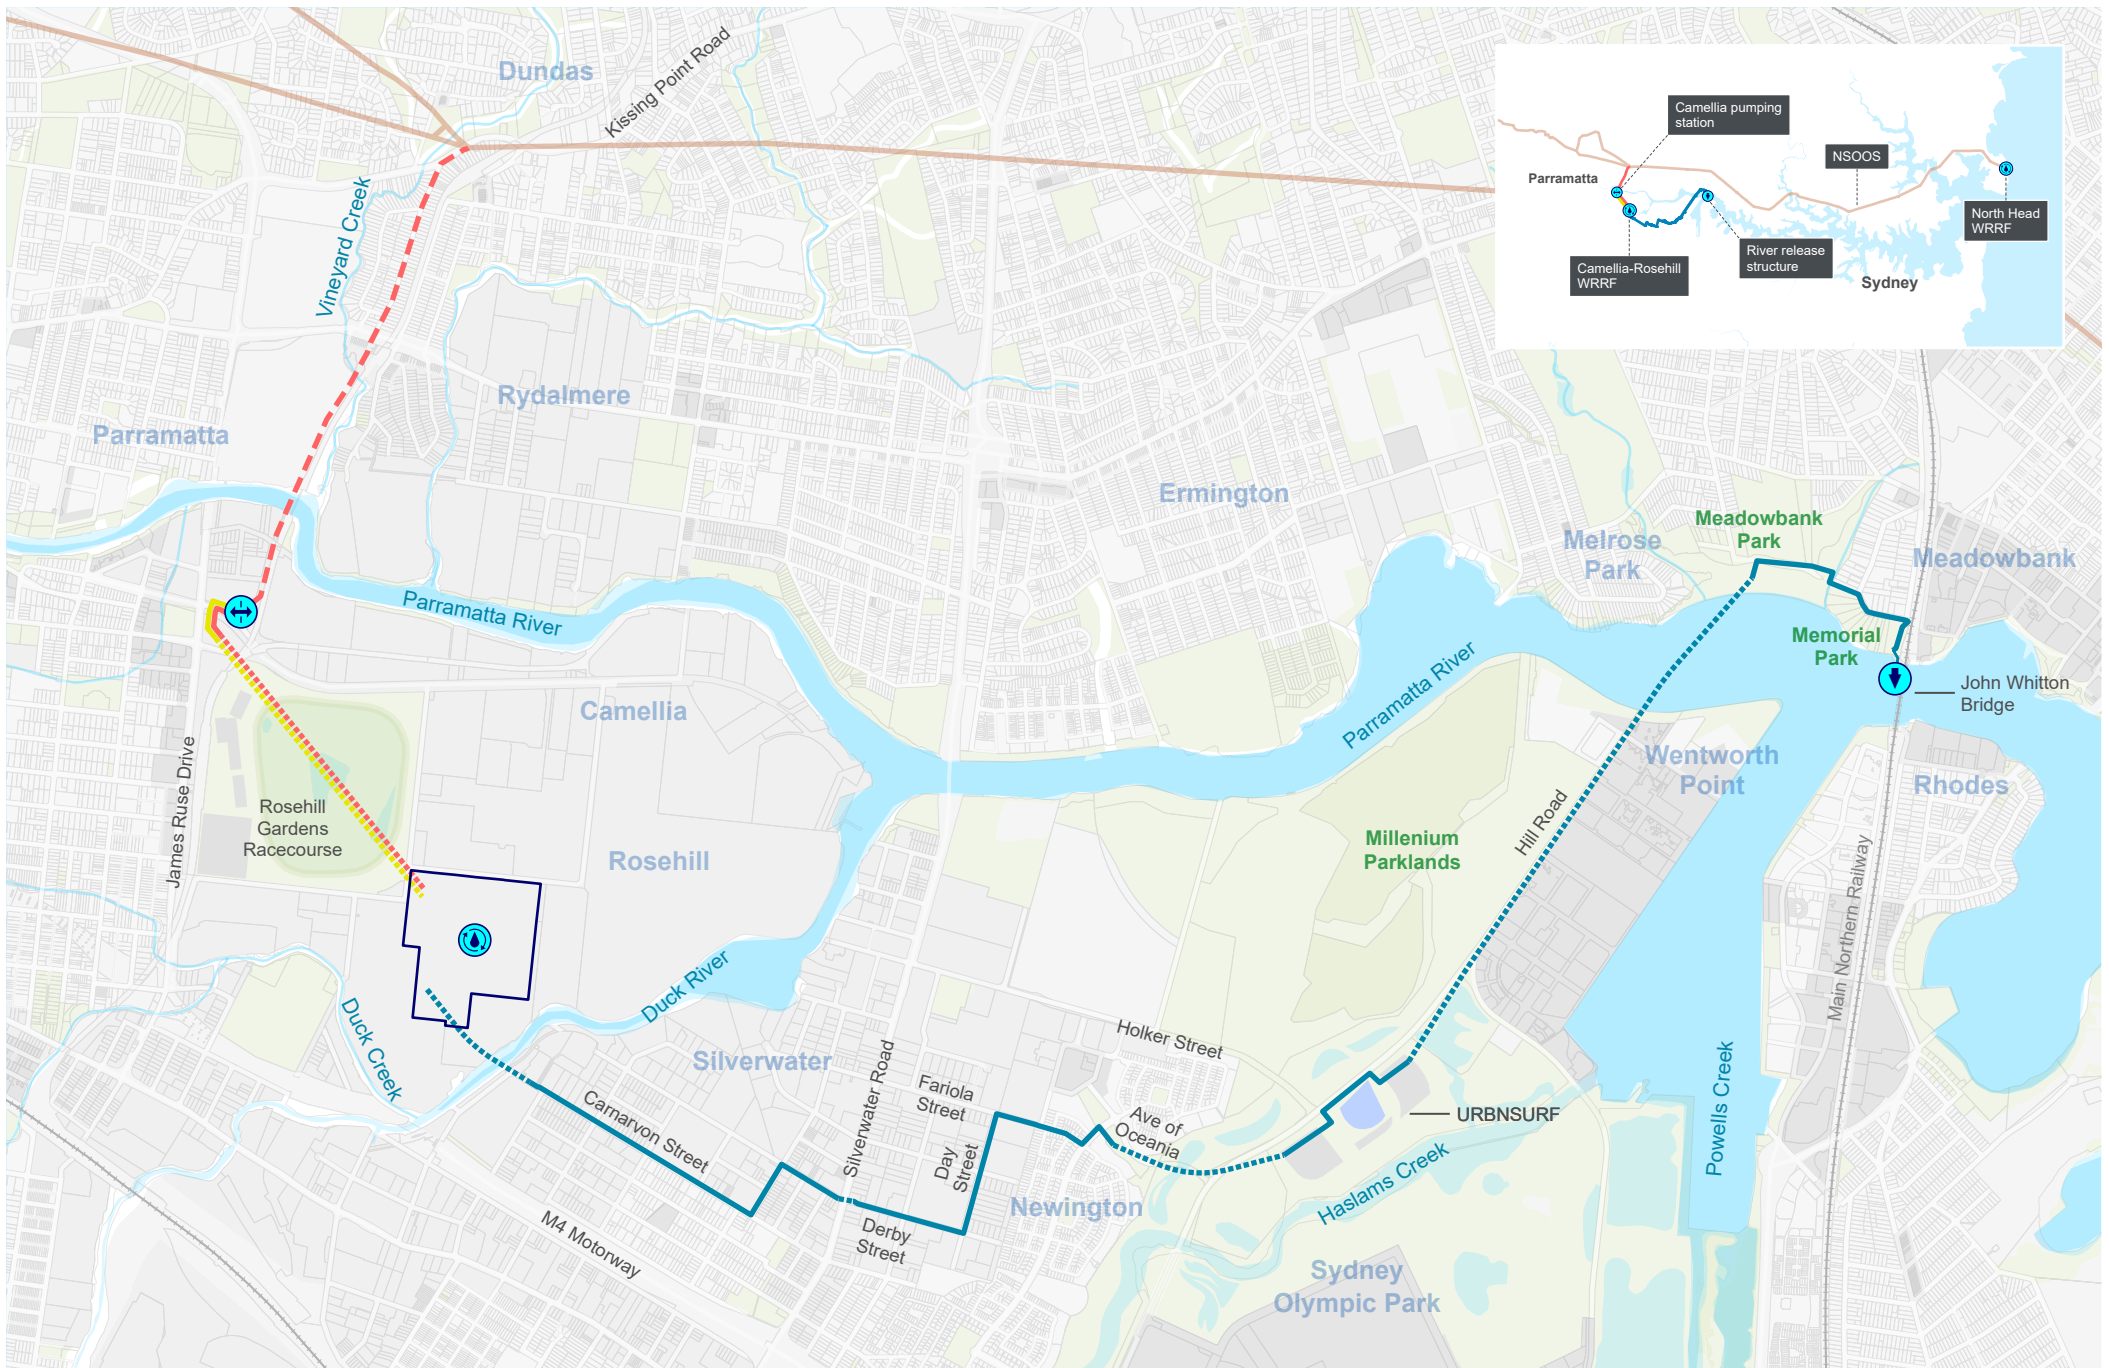 Dundas
Kissing Point Road
Camellia pumping
station
NSOOS
Parramatta
North Head
WRRF
River release
structure
Camellia-Rosehill
WRRF
Sydney
Vineyard Creek
Rydalmere
Parramatta
Ermington
Meadowbank
Park
Melrose
Park
Meadowbank
Parramatta River
Memorial
Park
John Whitton
Bridge
Parramatta River
Camellia
Wentworth
Point
Rhodes
James Ruse Drive
Rosehill
Gardens
Racecourse
Rosehill
Millenium
Parklands
Hill Road
Main Northern Railway
Duck River
Duck Creek
Silverwater
Holker Street
Silverwater Road
Fariola
Street
Carnarvon Street
Ave of
Oceania
URBNSURF
Powells Creek
Day
Street
Haslams Creek
Newington
Derby
Street
M4 Motorway
Sydney
Olympic Park